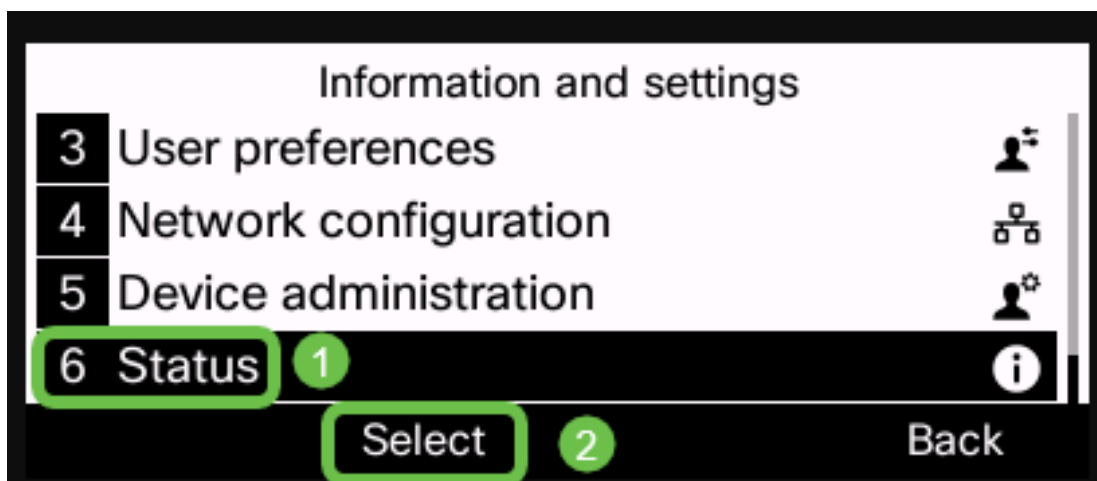 Information and settings
3 User preferences
4 Network configuration
5 Device administration
6 Status 1
Select 2 Back